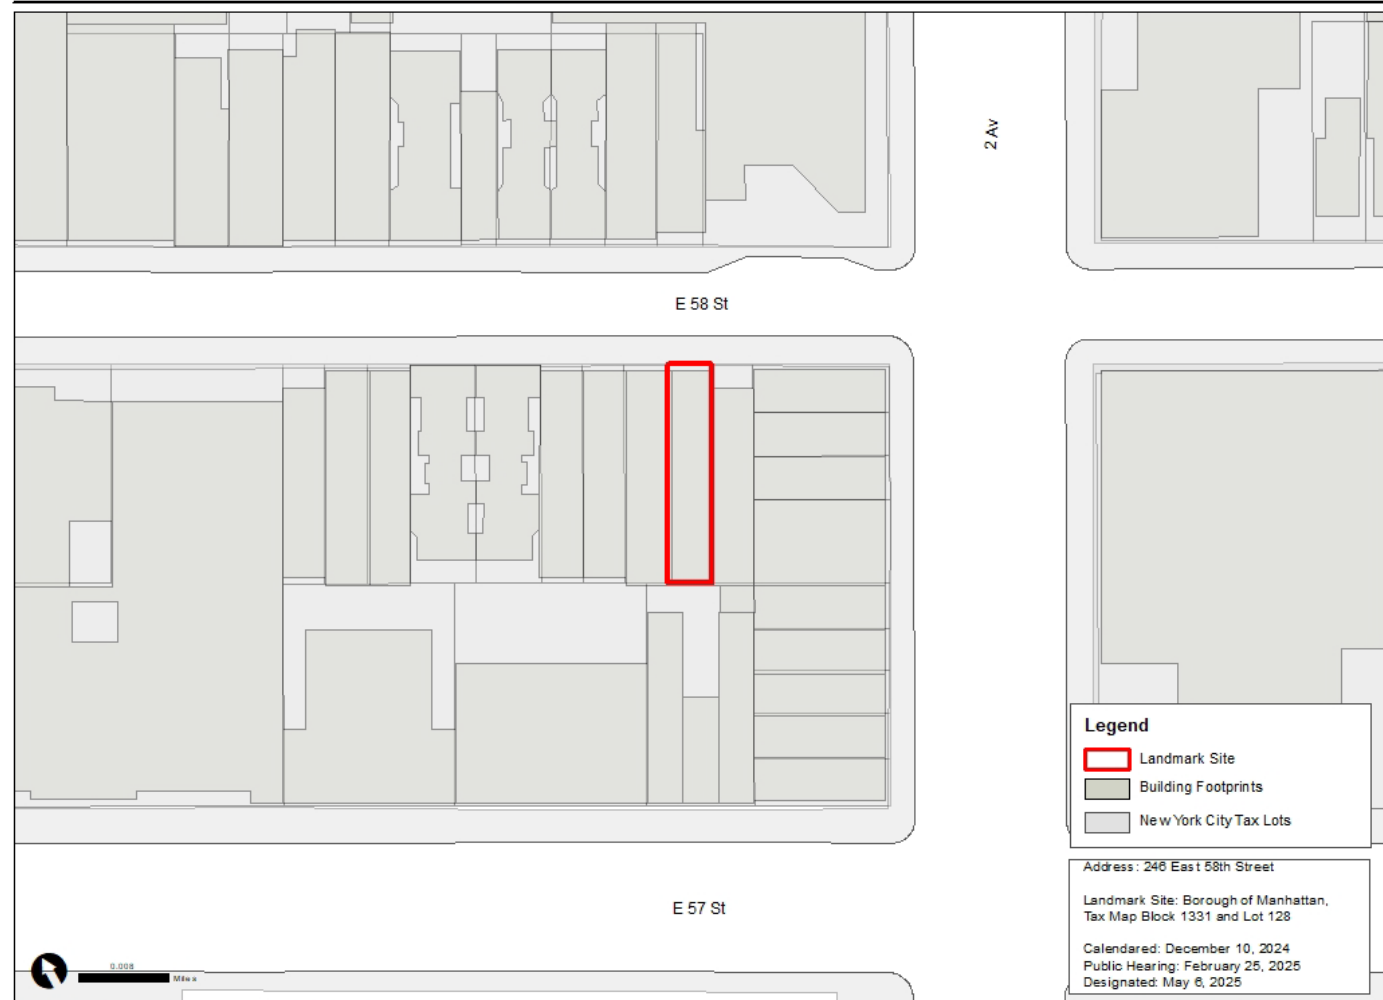 2 Av
E 58 St
E 57 St
Legend
Landmark Site
Building Footprints
New York City Tax Lots
Address: 246 East 58th Street
Landmark Site: Borough of Manhattan,
Tax Map Block 1331 and Lot 128
Calendared: December 10, 2024
Public Hearing: February 25, 2025
Designated: May 6, 2025
0.008
Miles